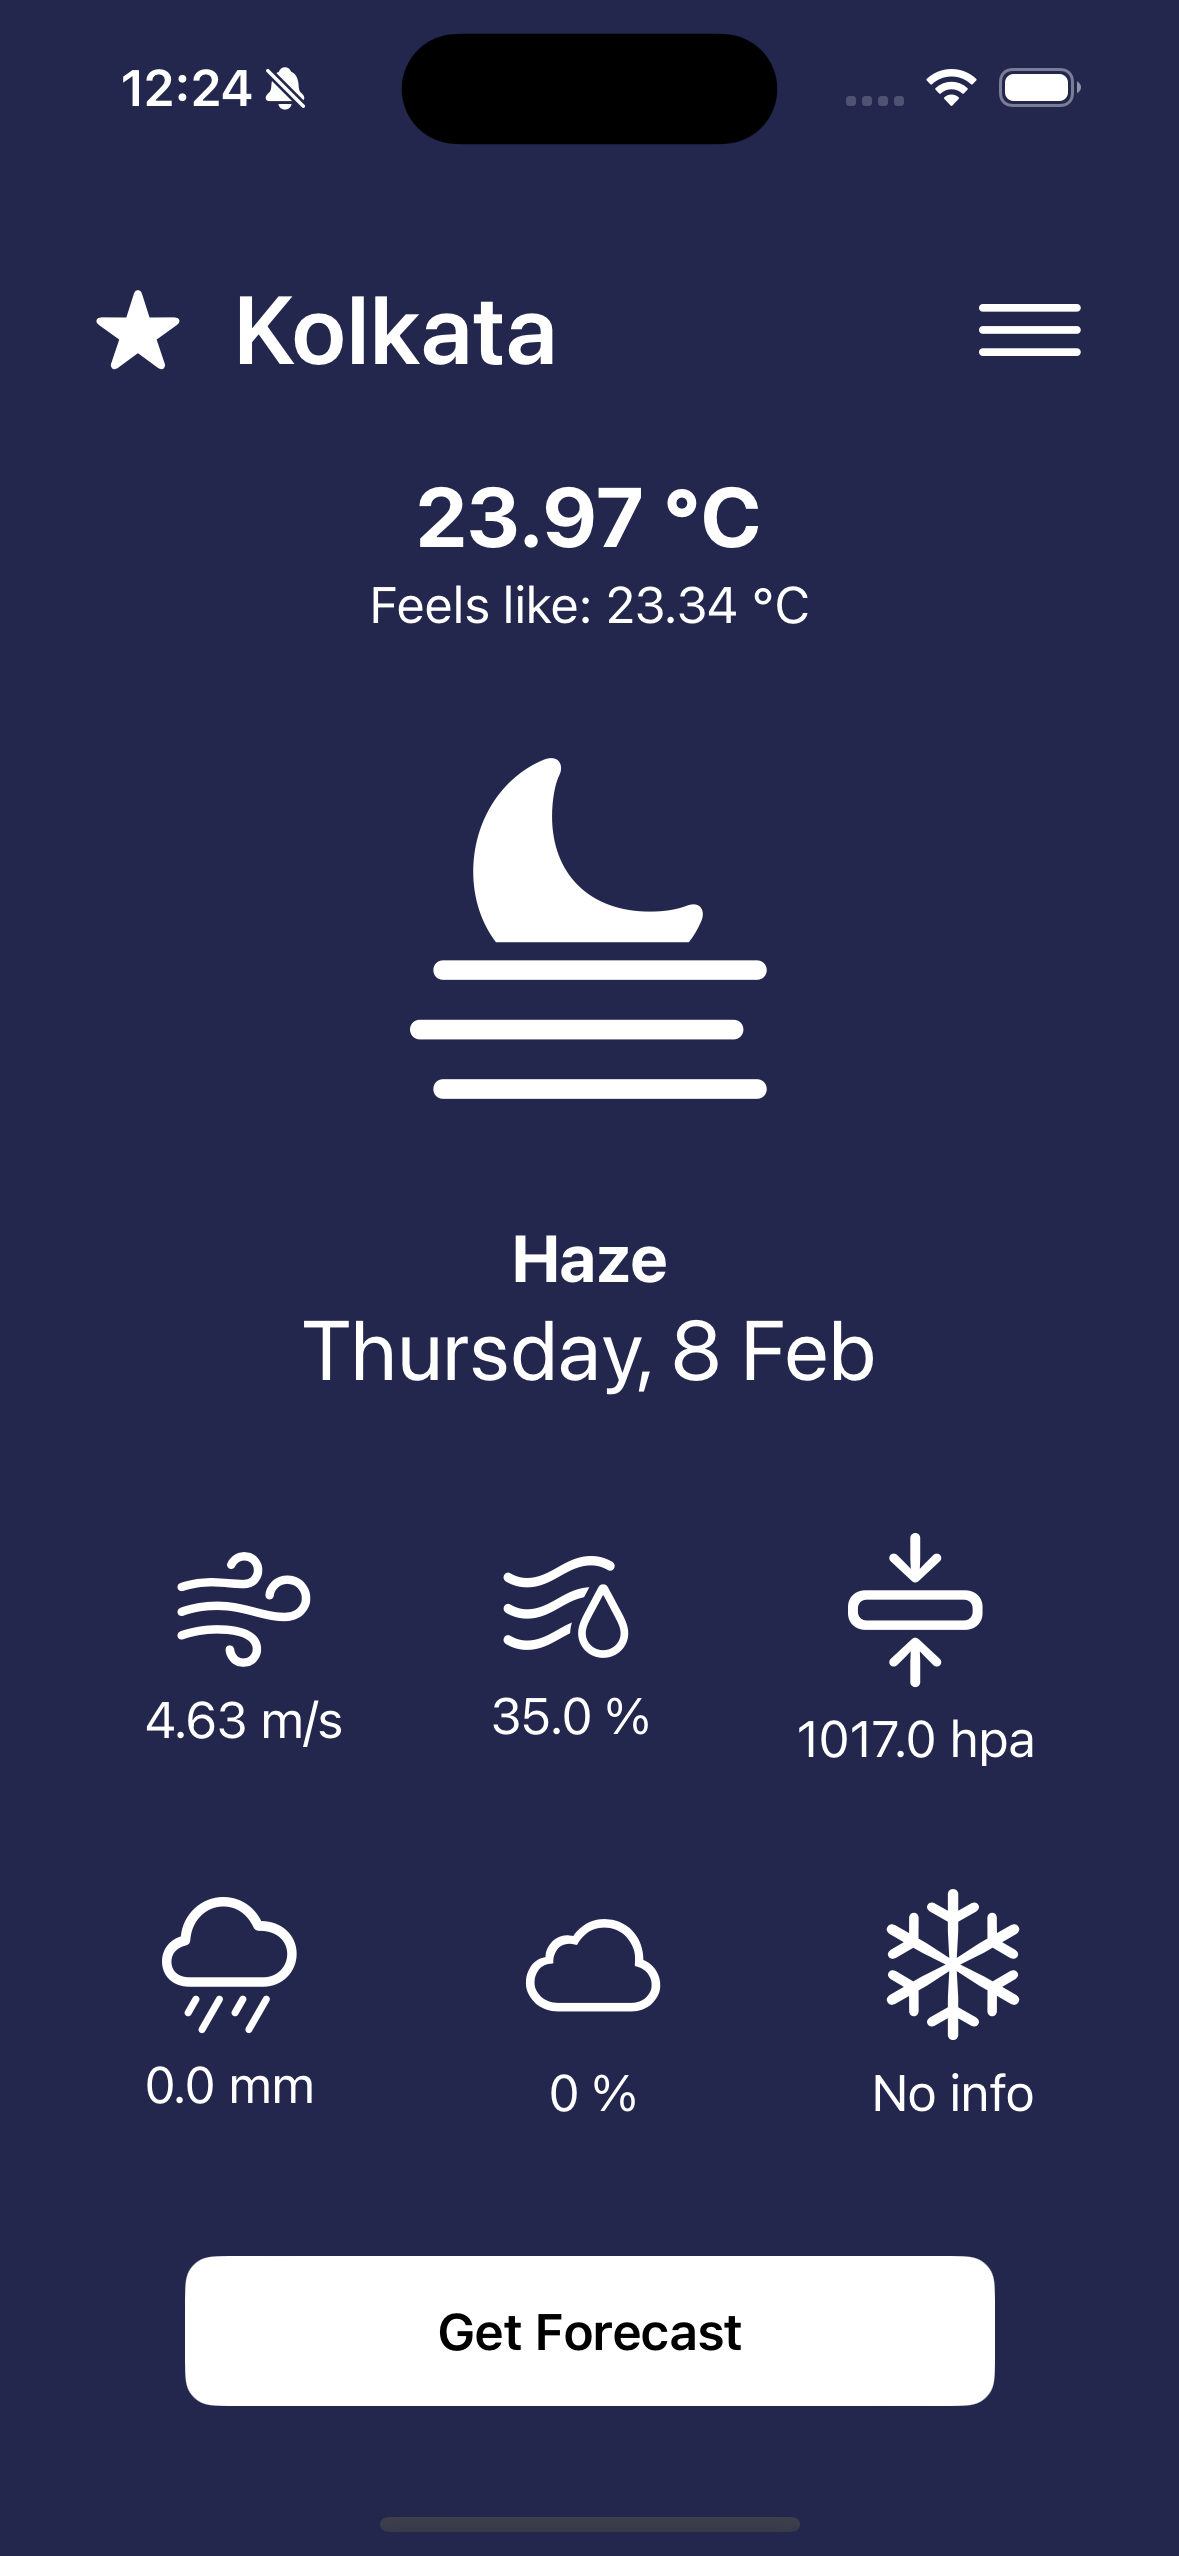 12:24
Kolkata
23.97 °C
Feels like: 23.34 °C
Haze
Thursday, 8 Feb
4.63 m/s
35.0 %
1017.0 hpa
0.0 mm
0 %
No info
Get Forecast